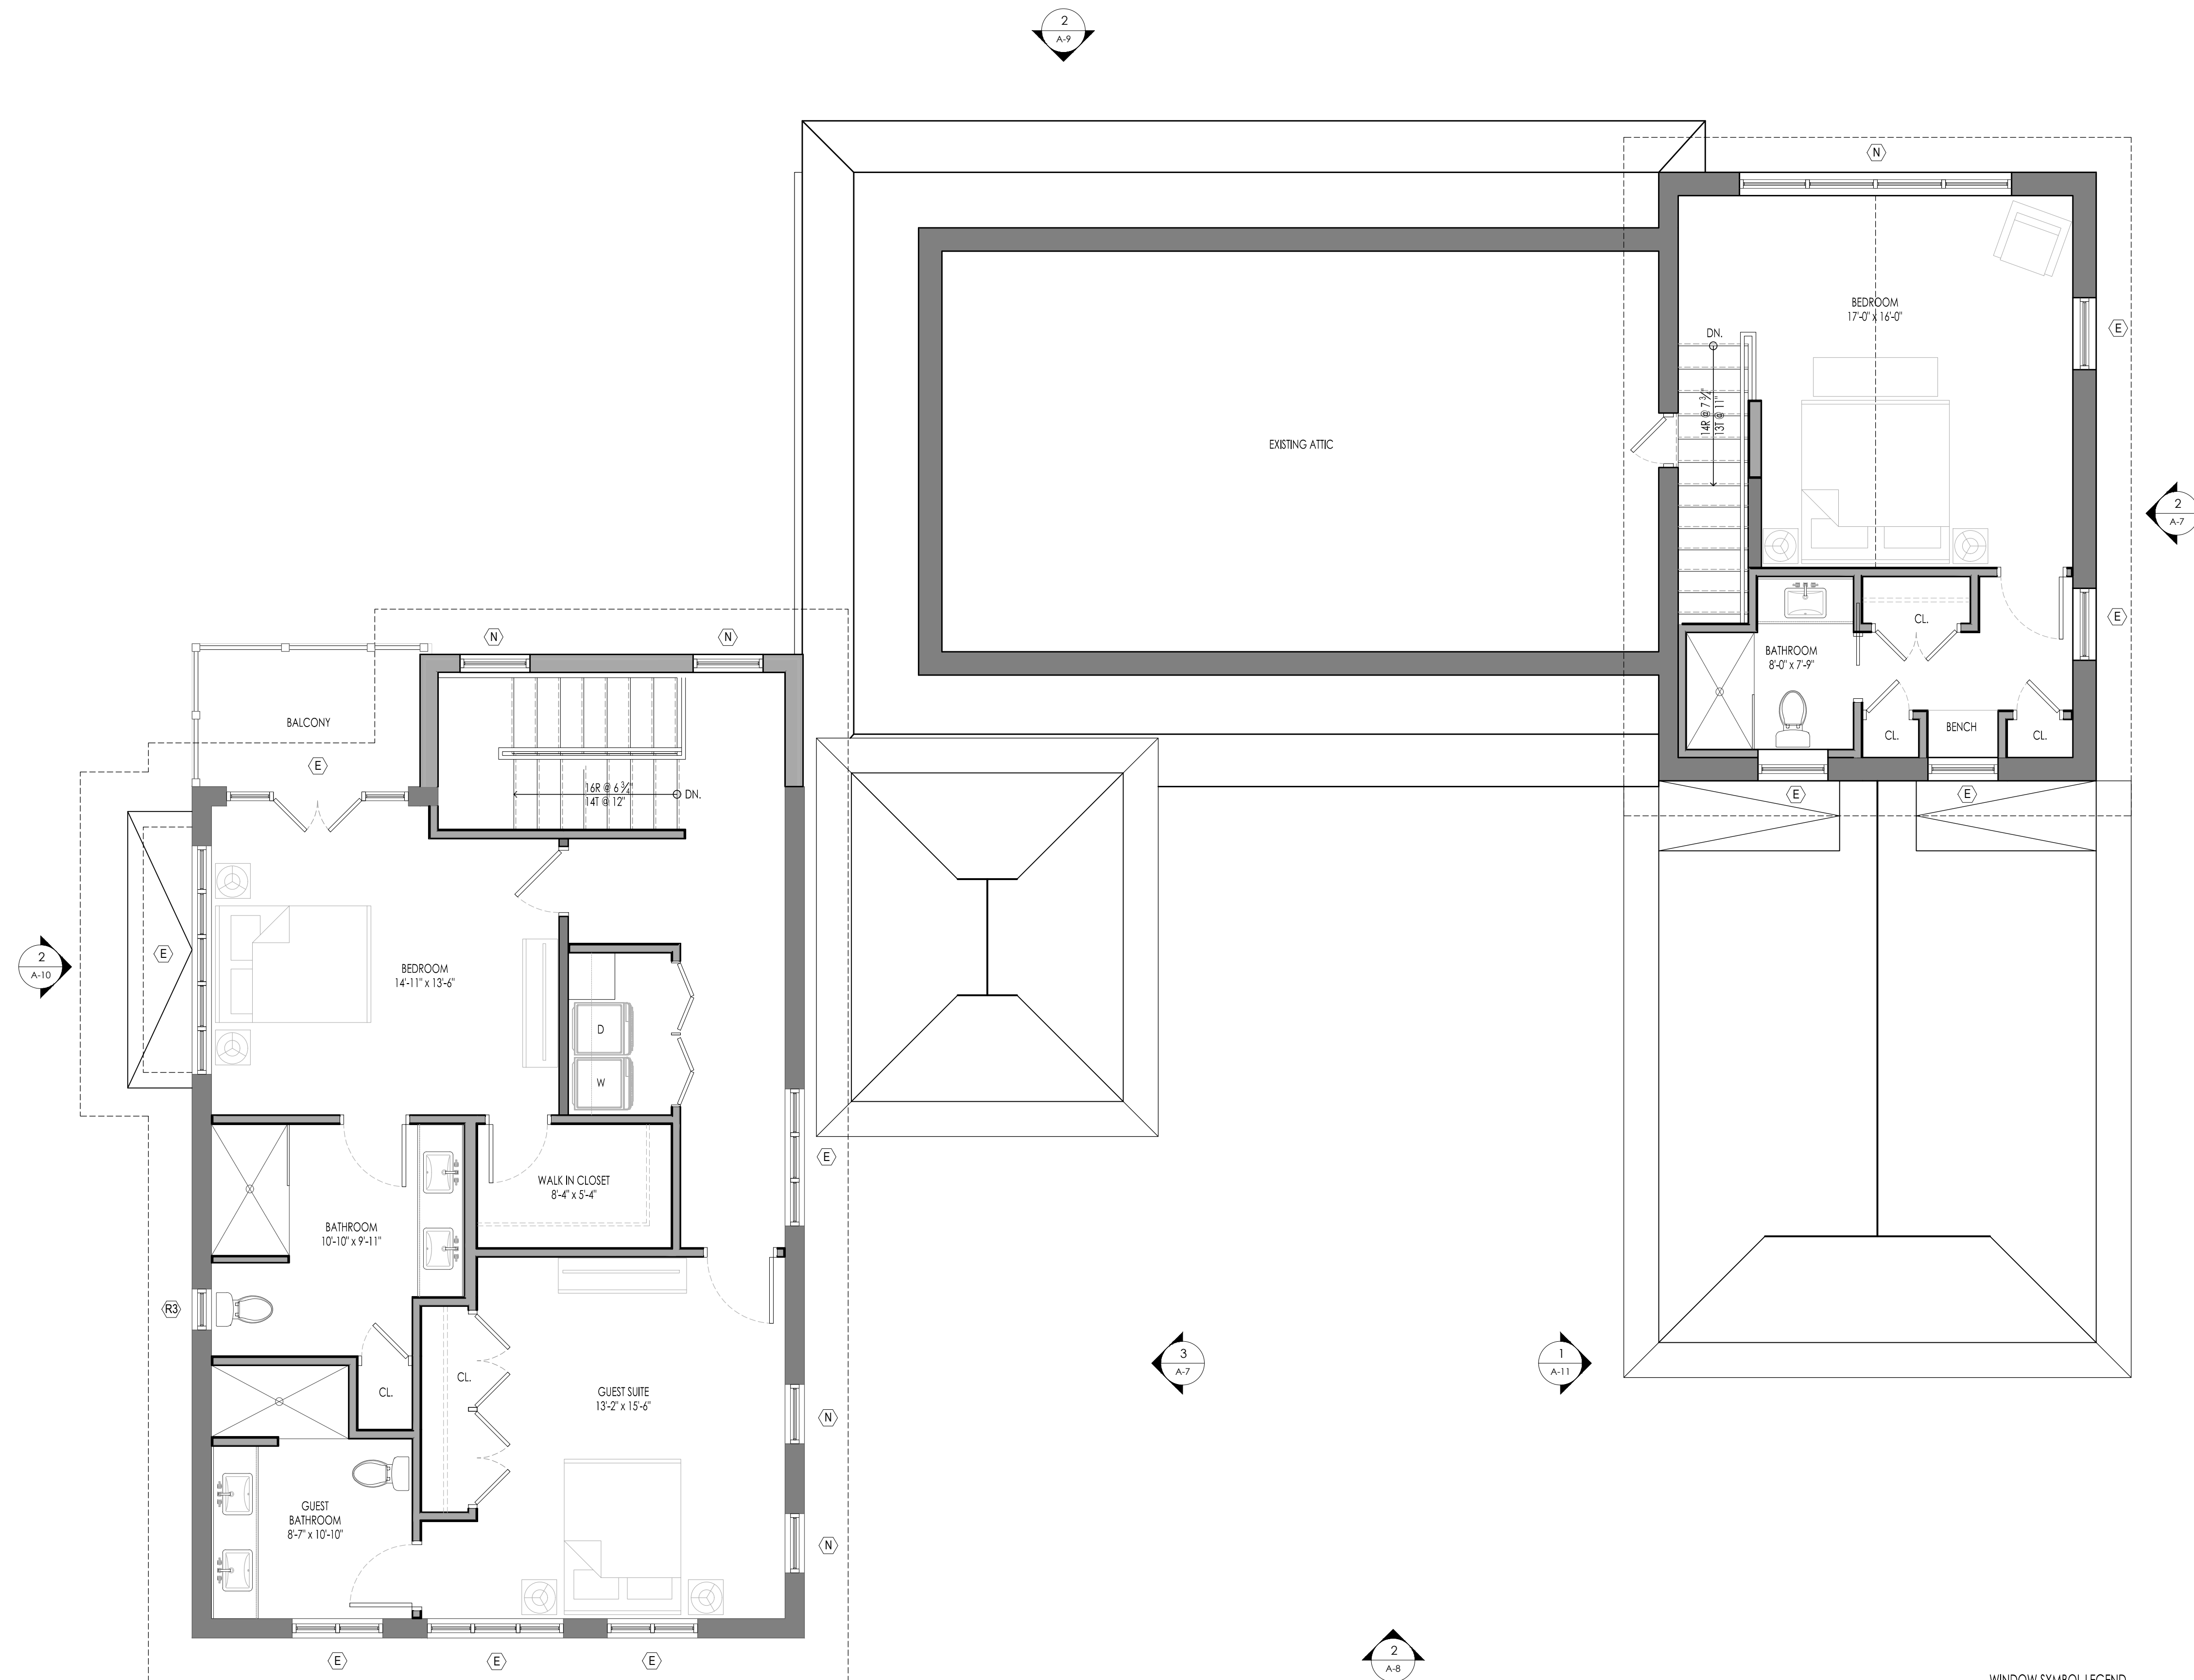 2
A-9
N
BEDROOM
17'-0" x 16'-0"
E
DN.
14R @ 7 3/4"
13T @ 11"
EXISTING ATTIC
2
A-7
E
CL.
BATHROOM
8'-0" x 7'-9"
CL.
BENCH
CL.
E
E
N
N
BALCONY
E
16R @ 6 3/4"
14T @ 12"
DN.
2
A-10
E
BEDROOM
14'-11" x 13'-6"
D
W
E
WALK IN CLOSET
8'-4" x 5'-4"
BATHROOM
10'-10" x 9'-11"
R3
3
A-7
1
A-11
CL.
CL.
GUEST SUITE
13'-2" x 15'-6"
N
GUEST
BATHROOM
8'-7" x 10'-10"
N
E
E
E
2
A-8
WINDOW SYMBOL LEGEND